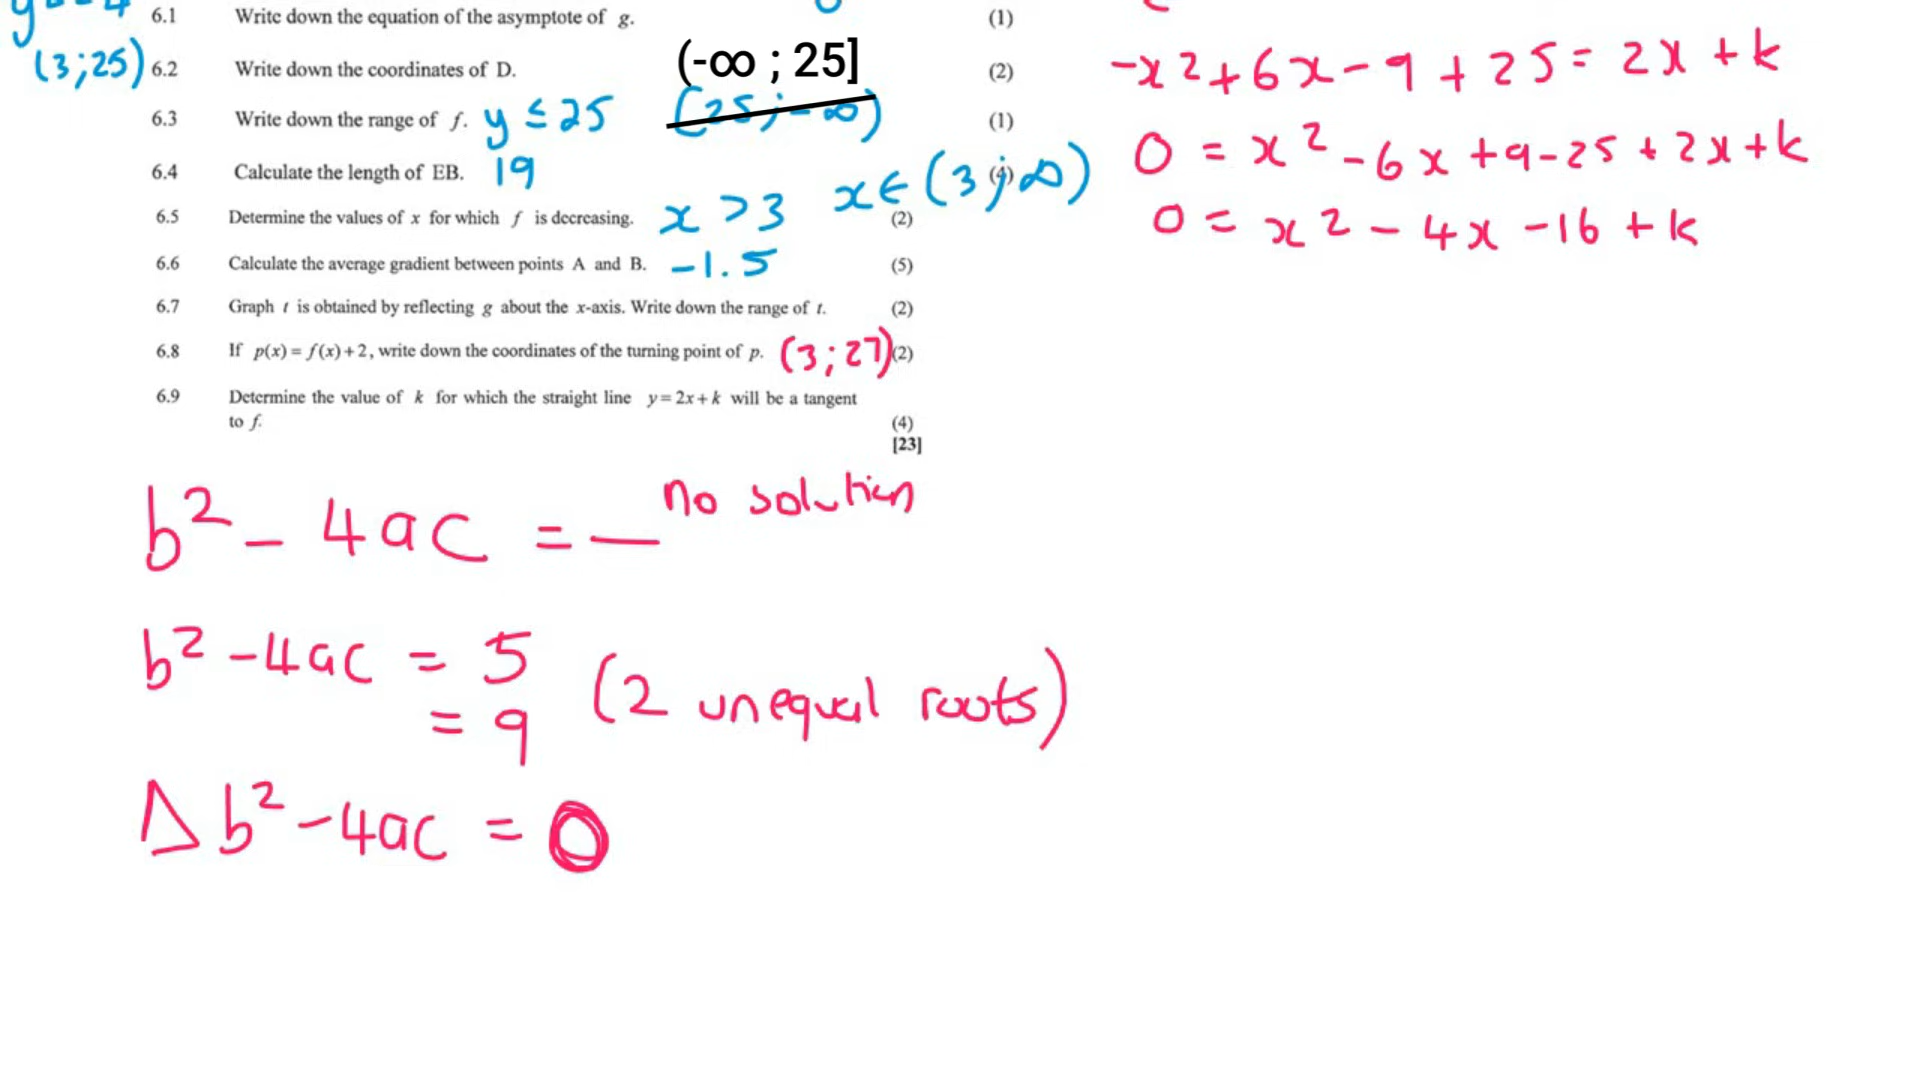 6.1 Write down the equation of the asymptote of g. (1)
(3;25) 6.2 Write down the coordinates of D. (-∞ ; 25] (2)
6.3 Write down the range of f. y ≤ 25 (25;-∞) (1)
6.4 Calculate the length of EB. 19 (4)
6.5 Determine the values of x for which f is decreasing. x > 3 x ∈ (3;∞) (2)
6.6 Calculate the average gradient between points A and B. -1.5 (5)
6.7 Graph t is obtained by reflecting g about the x-axis. Write down the range of t. (2)
6.8 If p(x) = f(x)+2, write down the coordinates of the turning point of p. (3;27) (2)
6.9 Determine the value of k for which the straight line y=2x+k will be a tangent
to f. (4)
[23]
-x2+6x-9+25=2x+k
0 = x2-6x+9-25+2x+k
0 = x2-4x-16+k
b2-4ac = — no solution
b2-4ac = 5 (2 unequal roots)
= 9
Δ b2-4ac = 0